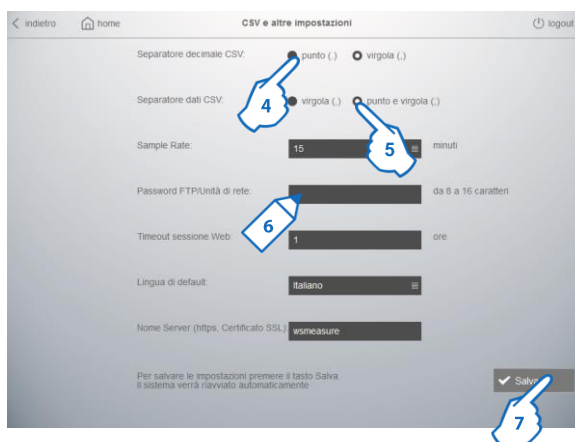 indietro home CSV e altre impostazioni logout
Separatore decimale CSV: punto (.) virgola (,)
4
Separatore dati CSV: virgola (,) punto e virgola (;)
5
Sample Rate: 15 minuti
Password FTP/Unità di rete: da 8 a 16 caratteri
6
Timeout sessione Web: 1 ore
Lingua di default: Italiano
Nome Server (https, Certificato SSL): wsmeasure
Per salvare le impostazioni premere il tasto Salva.
Il sistema verrà riavviato automaticamente
Salva
7